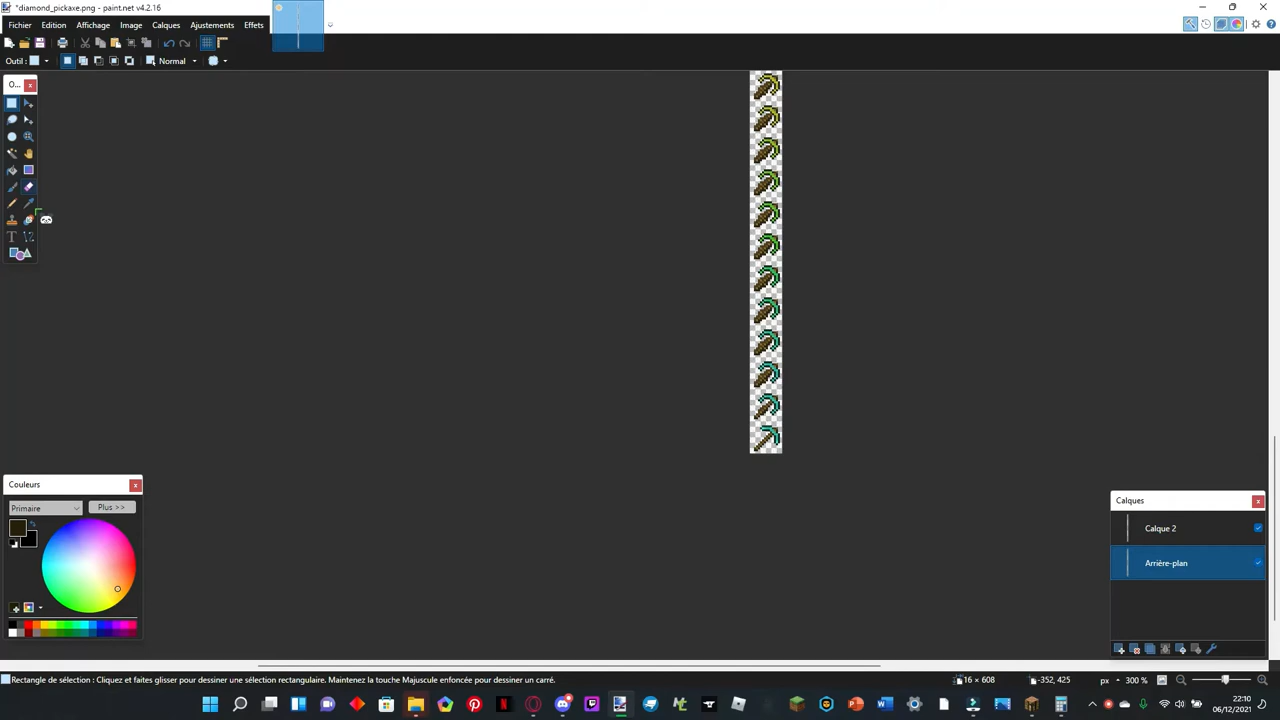 *diamond_pickaxe.png - paint.net v4.2.16
Fichier Edition Affichage Image Calques Ajustements Effets
Outil : Normal
O...
Couleurs
Primaire Plus >>
Calques
Calque 2
Arrière-plan
Rectangle de sélection : Cliquez et faites glisser pour dessiner une sélection rectangulaire. Maintenez la touche Majuscule enfoncée pour dessiner un carré. 16 × 608 -352, 425 px 300 %
22:10
06/12/2021